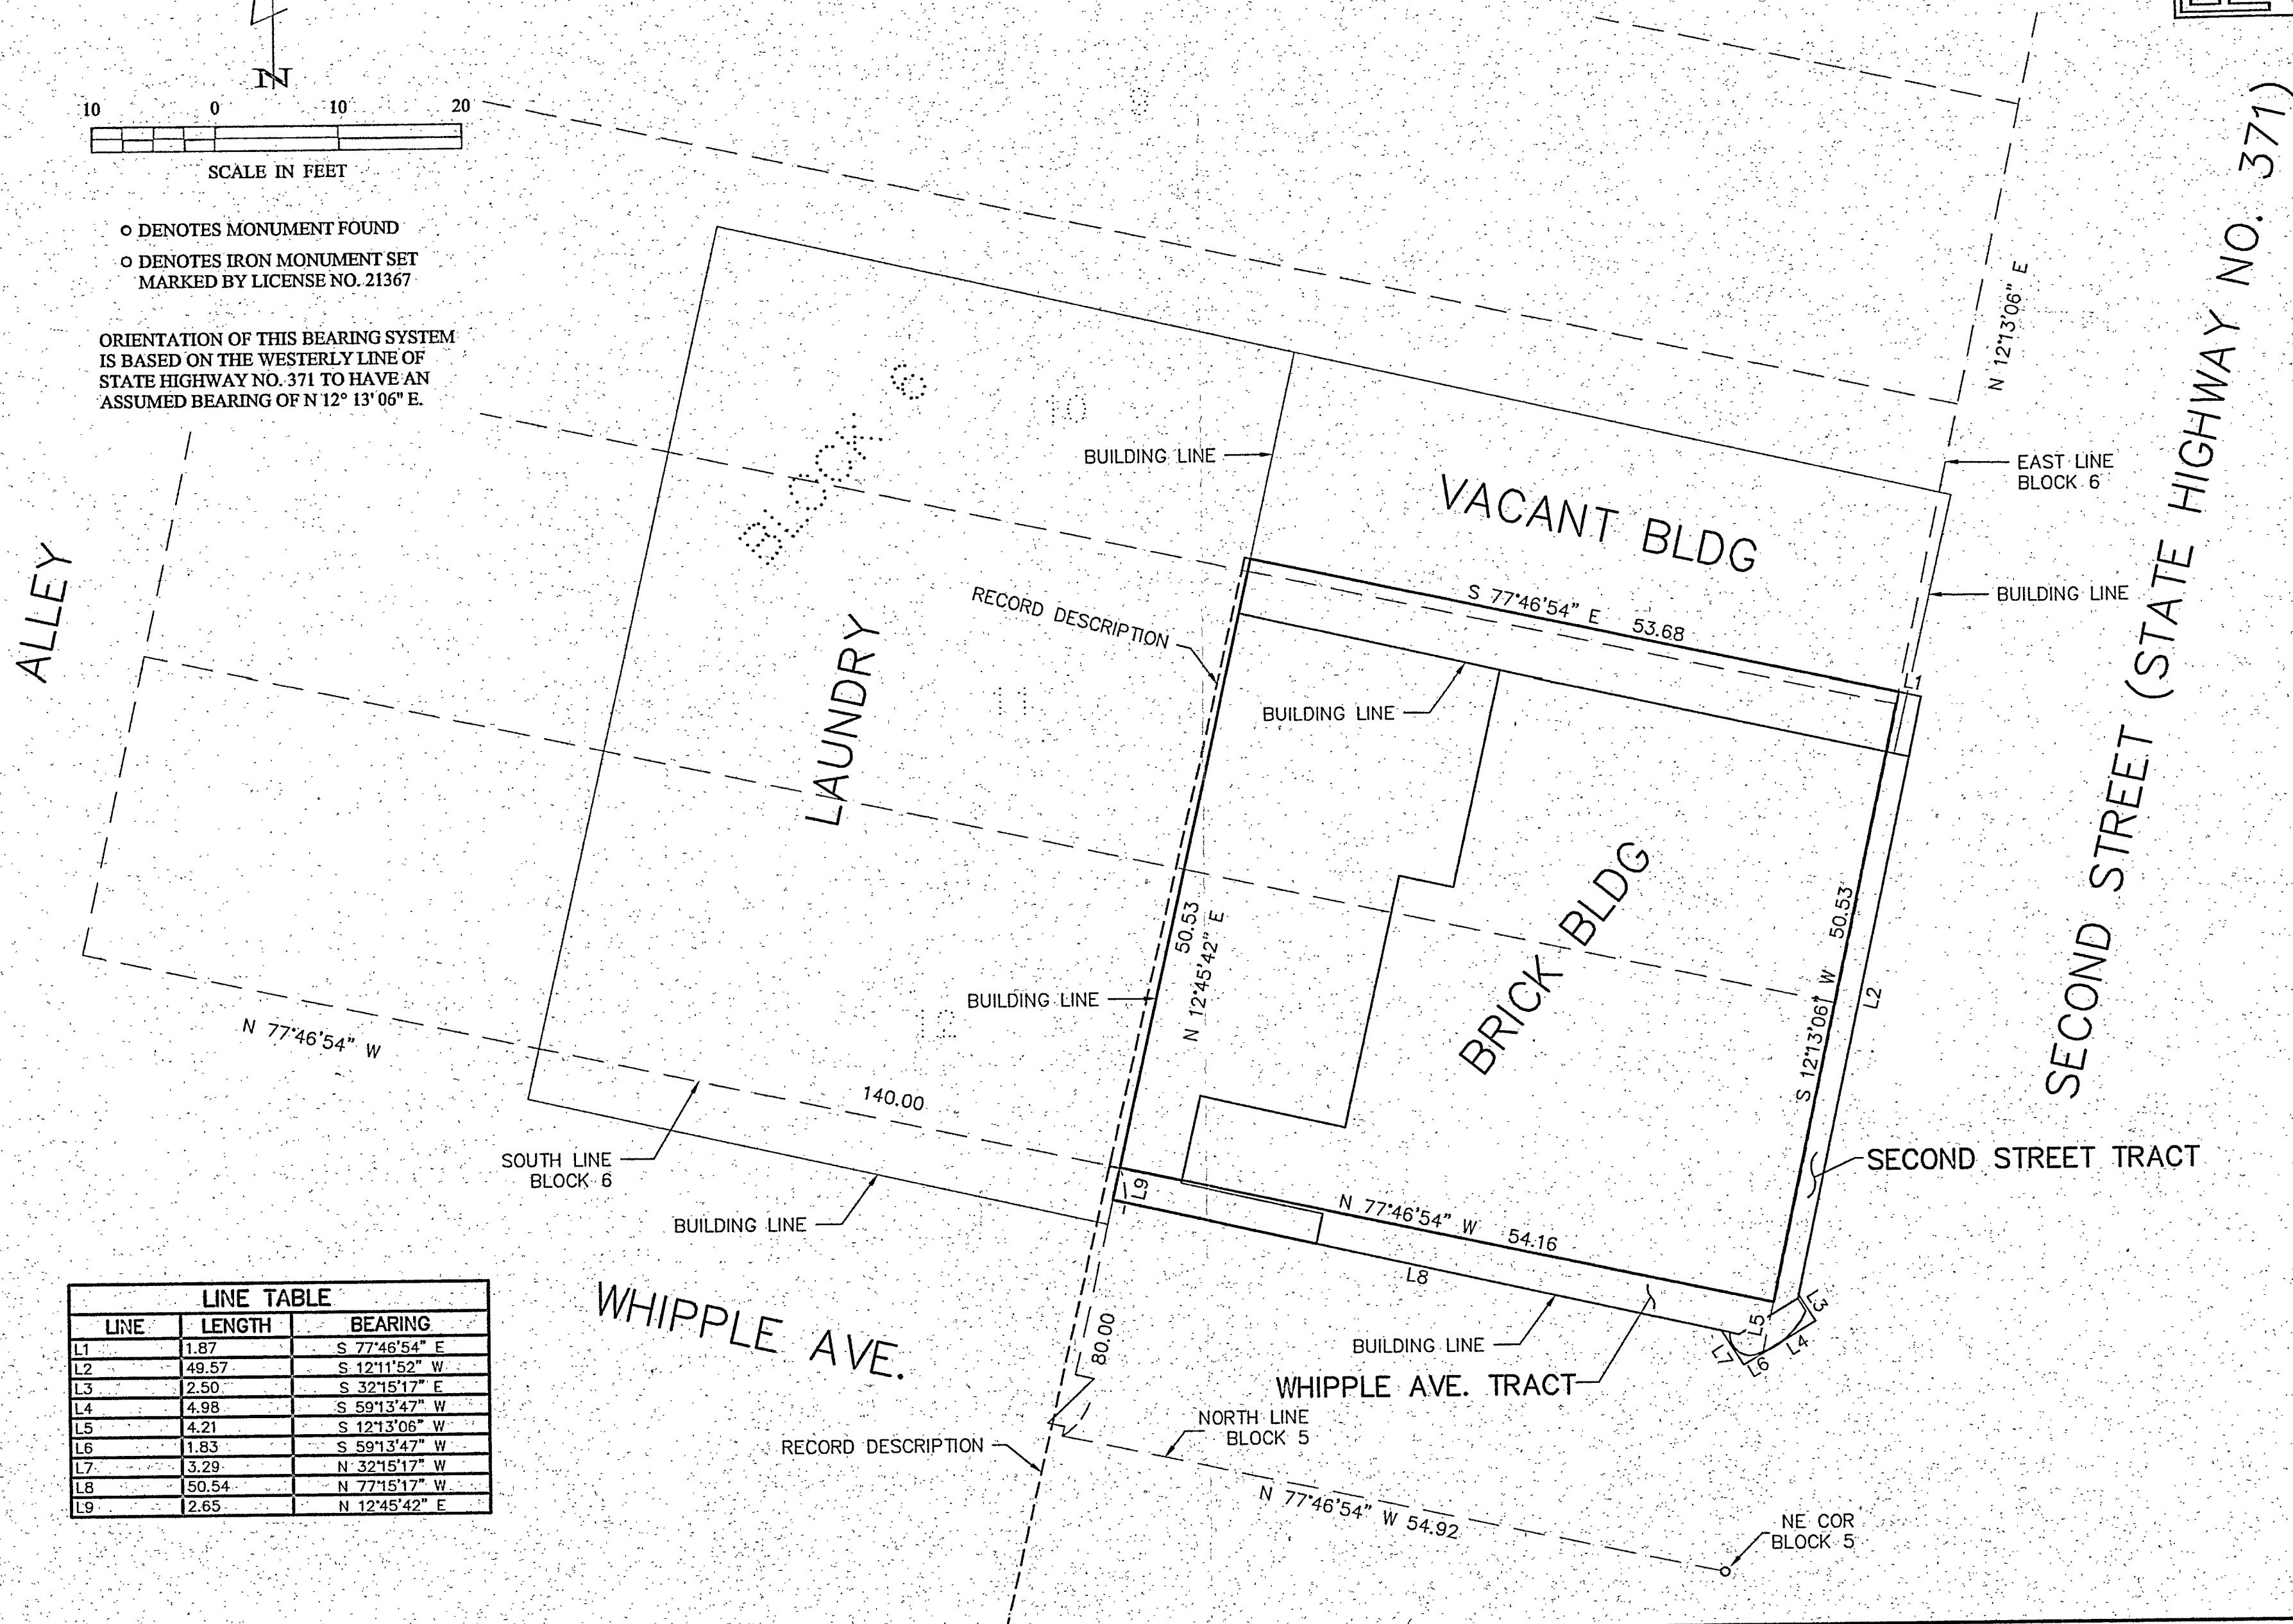 N
10 0 10 20
SCALE IN FEET
O DENOTES MONUMENT FOUND
O DENOTES IRON MONUMENT SET
MARKED BY LICENSE NO. 21367
ORIENTATION OF THIS BEARING SYSTEM
IS BASED ON THE WESTERLY LINE OF
STATE HIGHWAY NO. 371 TO HAVE AN
ASSUMED BEARING OF N 12° 13' 06" E.
ALLEY
BLOCK 6
9
10
11
12
LAUNDRY
BUILDING LINE
VACANT BLDG
N 12°13'06" E
EAST LINE
BLOCK 6
BUILDING LINE
SECOND STREET (STATE HIGHWAY NO. 371)
RECORD DESCRIPTION
S 77°46'54" E 53.68
L1
BUILDING LINE
BRICK BLDG
50.53
N 12°45'42" E
BUILDING LINE
50.53
S 12°13'06" W
L2
N 77°46'54" W
140.00
SOUTH LINE
BLOCK 6
BUILDING LINE
SECOND STREET TRACT
L9
N 77°46'54" W 54.16
L8
L3
L5
L4
L6
L7
BUILDING LINE
WHIPPLE AVE. TRACT
WHIPPLE AVE.
80.00
NORTH LINE
BLOCK 5
RECORD DESCRIPTION
N 77°46'54" W 54.92
NE COR
BLOCK 5
LINE TABLE
LINE LENGTH BEARING
L1 1.87 S 77°46'54" E
L2 49.57 S 12°11'52" W
L3 2.50 S 32°15'17" E
L4 4.98 S 59°13'47" W
L5 4.21 S 12°13'06" W
L6 1.83 S 59°13'47" W
L7 3.29 N 32°15'17" W
L8 50.54 N 77°15'17" W
L9 2.65 N 12°45'42" E